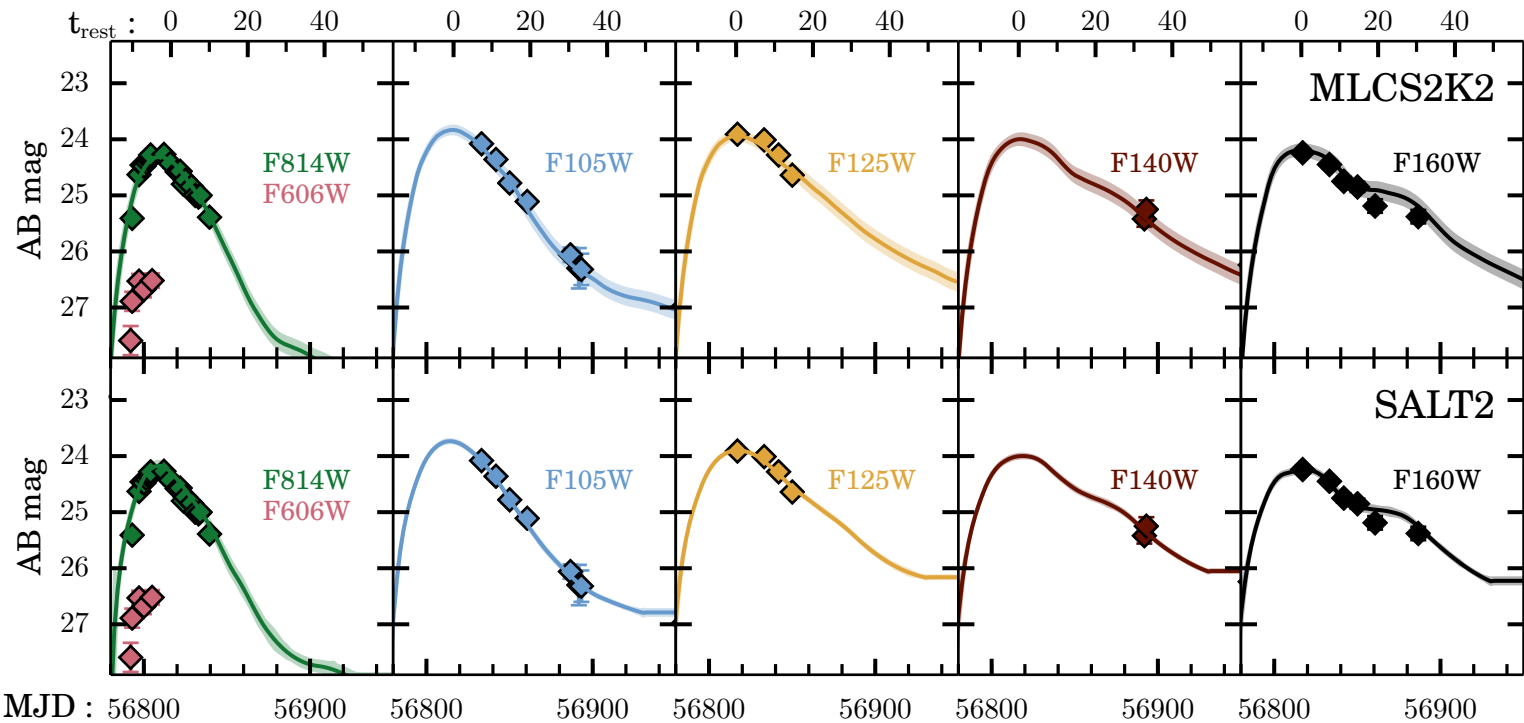 t_rest : 0 20 40 0 20 40 0 20 40 0 20 40 0 20 40
MLCS2K2
23
24
25
26
27
AB mag
F814W
F606W
F105W
F125W
F140W
F160W
SALT2
23
24
25
26
27
AB mag
F814W
F606W
F105W
F125W
F140W
F160W
MJD : 56800 56900 56800 56900 56800 56900 56800 56900 56800 56900